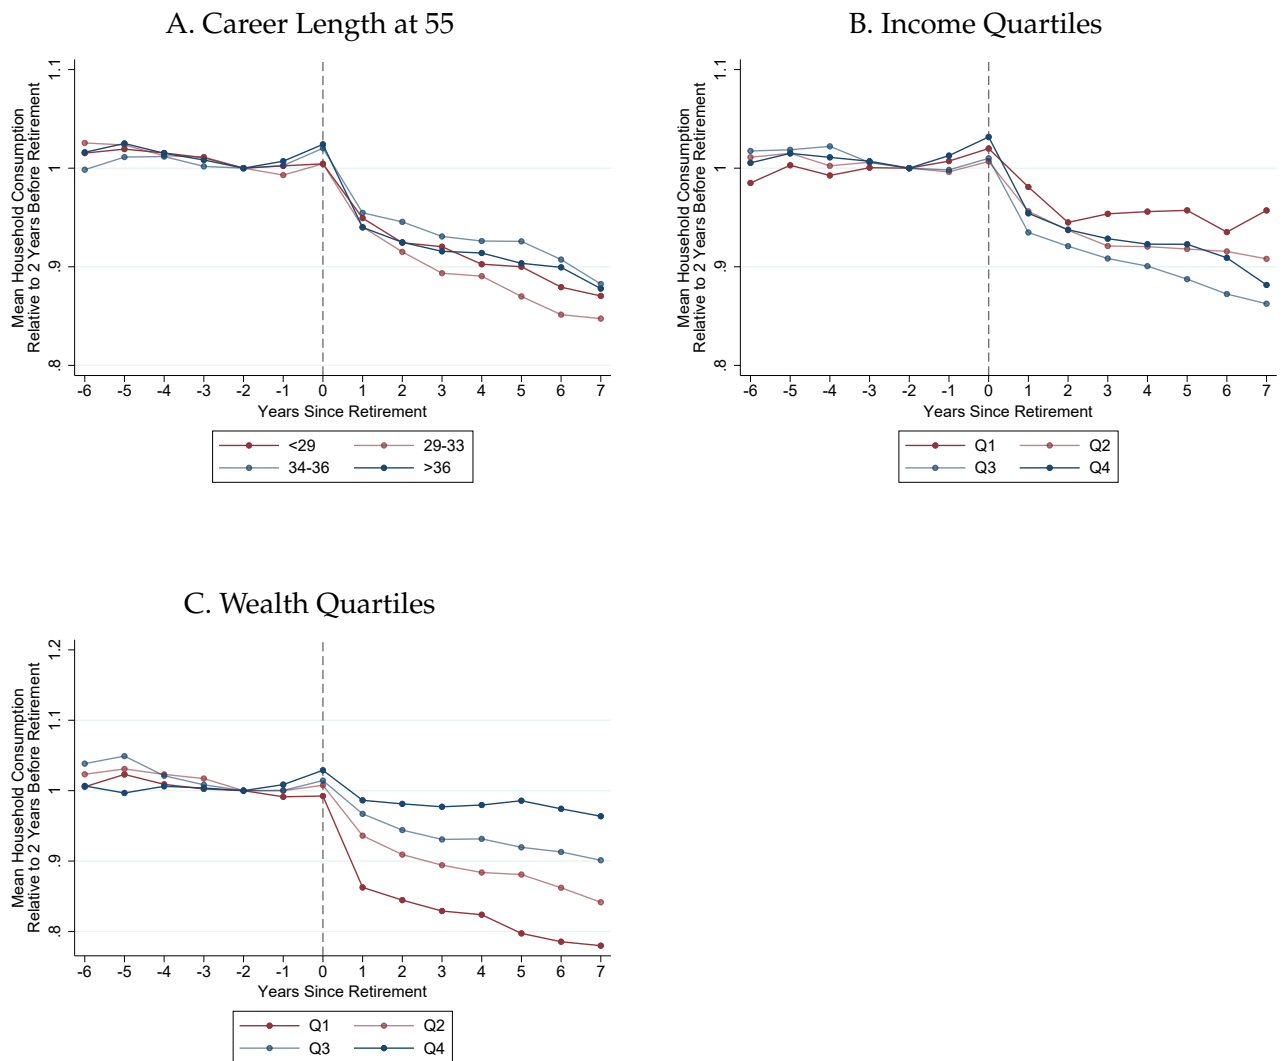 A. Career Length at 55
Mean Household Consumption
Relative to 2 Years Before Retirement
1.1
1
.9
.8
-6 -5 -4 -3 -2 -1 0 1 2 3 4 5 6 7
Years Since Retirement
<29 29-33
34-36 >36
B. Income Quartiles
Mean Household Consumption
Relative to 2 Years Before Retirement
1.1
1
.9
.8
-6 -5 -4 -3 -2 -1 0 1 2 3 4 5 6 7
Years Since Retirement
Q1 Q2
Q3 Q4
C. Wealth Quartiles
Mean Household Consumption
Relative to 2 Years Before Retirement
1.2
1.1
1
.9
.8
-6 -5 -4 -3 -2 -1 0 1 2 3 4 5 6 7
Years Since Retirement
Q1 Q2
Q3 Q4